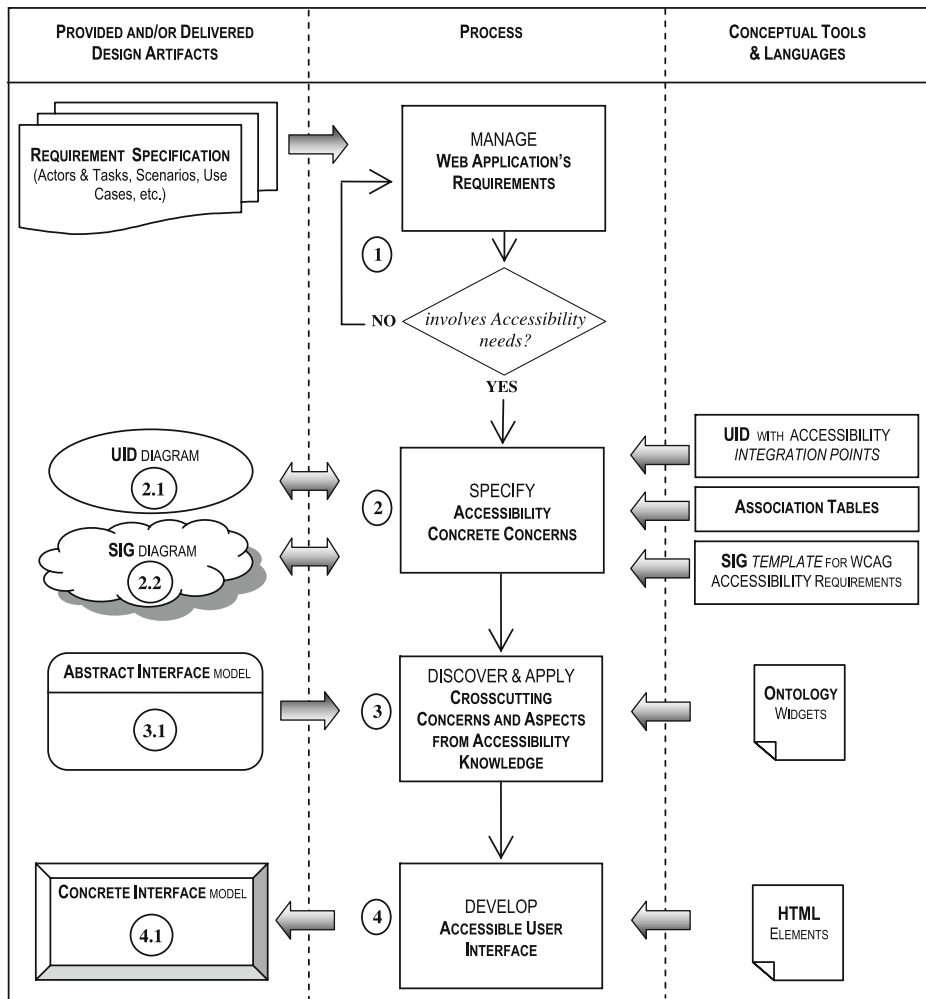 PROVIDED AND/OR DELIVERED
DESIGN ARTIFACTS
PROCESS
CONCEPTUAL TOOLS
& LANGUAGES
REQUIREMENT SPECIFICATION
(Actors & Tasks, Scenarios, Use
Cases, etc.)
MANAGE
WEB APPLICATION'S
REQUIREMENTS
1
NO
involves Accessibility
needs?
YES
UID DIAGRAM
2.1
SIG DIAGRAM
2.2
2
SPECIFY
ACCESSIBILITY
CONCRETE CONCERNS
UID WITH ACCESSIBILITY
INTEGRATION POINTS
ASSOCIATION TABLES
SIG TEMPLATE FOR WCAG
ACCESSIBILITY REQUIREMENTS
ABSTRACT INTERFACE MODEL
3.1
3
DISCOVER & APPLY
CROSSCUTTING
CONCERNS AND ASPECTS
FROM ACCESSIBILITY
KNOWLEDGE
ONTOLOGY
WIDGETS
CONCRETE INTERFACE MODEL
4.1
4
DEVELOP
ACCESSIBLE USER
INTERFACE
HTML
ELEMENTS